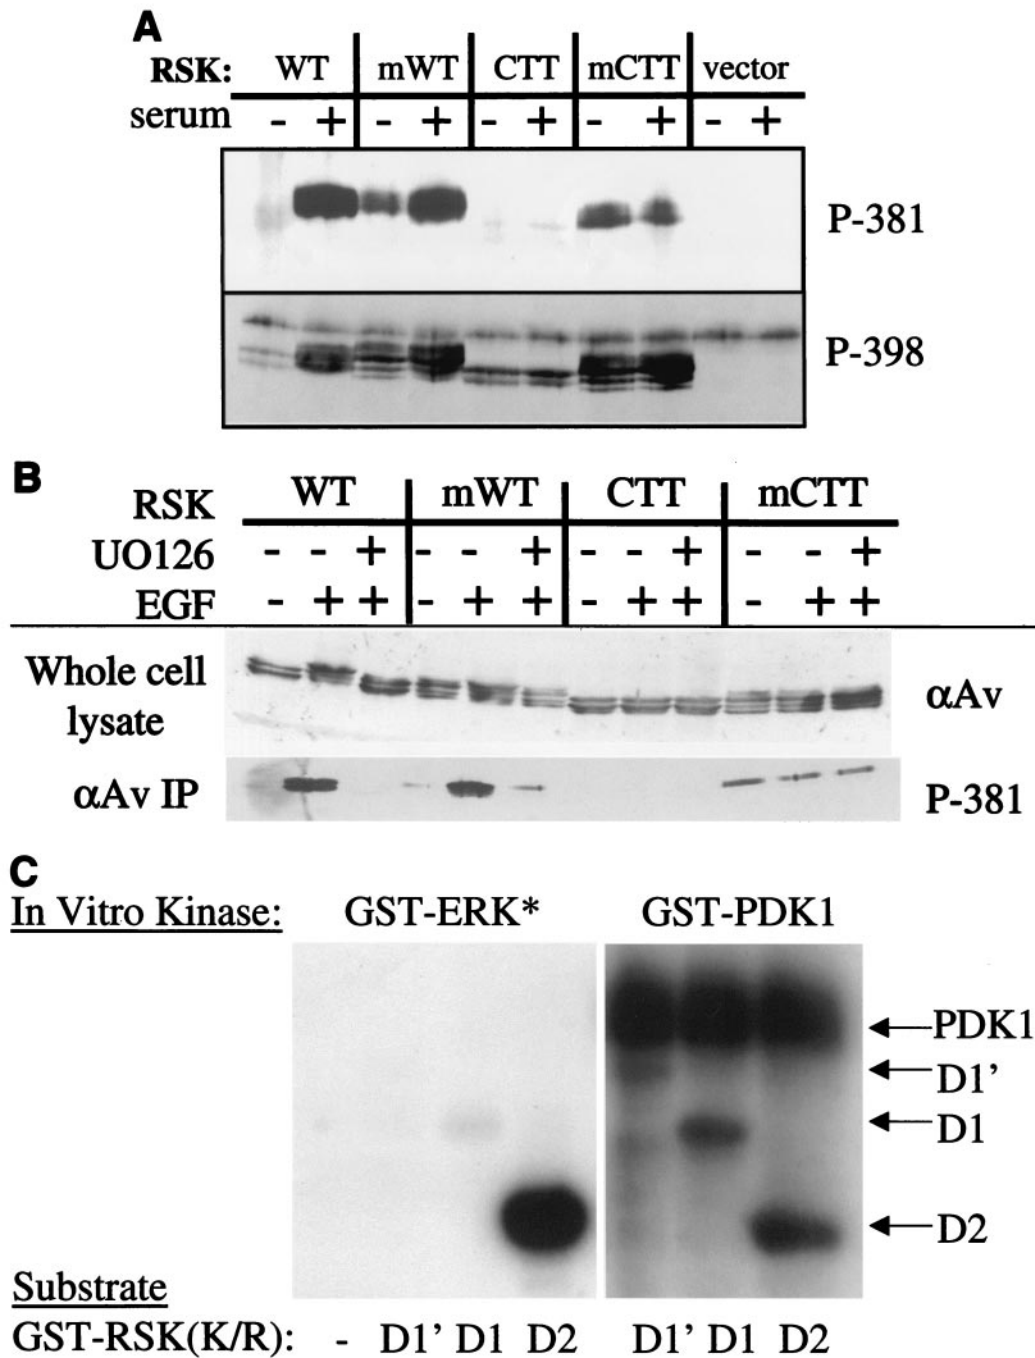 A
RSK: WT mWT CTT mCTT vector
serum - + - + - + - + - +
P-381
P-398
B
RSK WT mWT CTT mCTT
UO126 - - + - - + - - + - - +
EGF - + + - + + - + + - + +
Whole cell lysate αAv
αAv IP P-381
C
In Vitro Kinase: GST-ERK* GST-PDK1
PDK1
D1’
D1
D2
Substrate
GST-RSK(K/R): - D1’ D1 D2 D1’ D1 D2